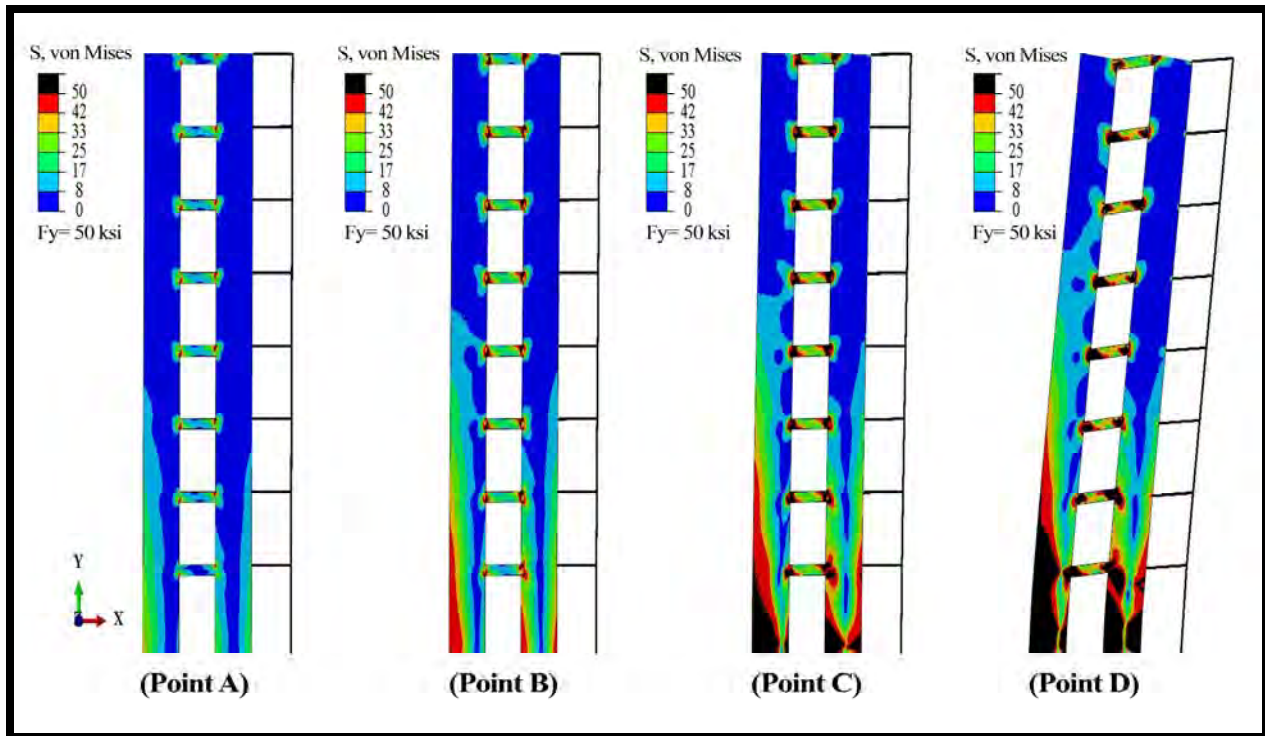 S, von Mises
50
42
33
25
17
8
0
Fy= 50 ksi
S, von Mises
50
42
33
25
17
8
0
Fy= 50 ksi
S, von Mises
50
42
33
25
17
8
0
Fy= 50 ksi
S, von Mises
50
42
33
25
17
8
0
Fy= 50 ksi
Y
X
(Point A) (Point B) (Point C) (Point D)